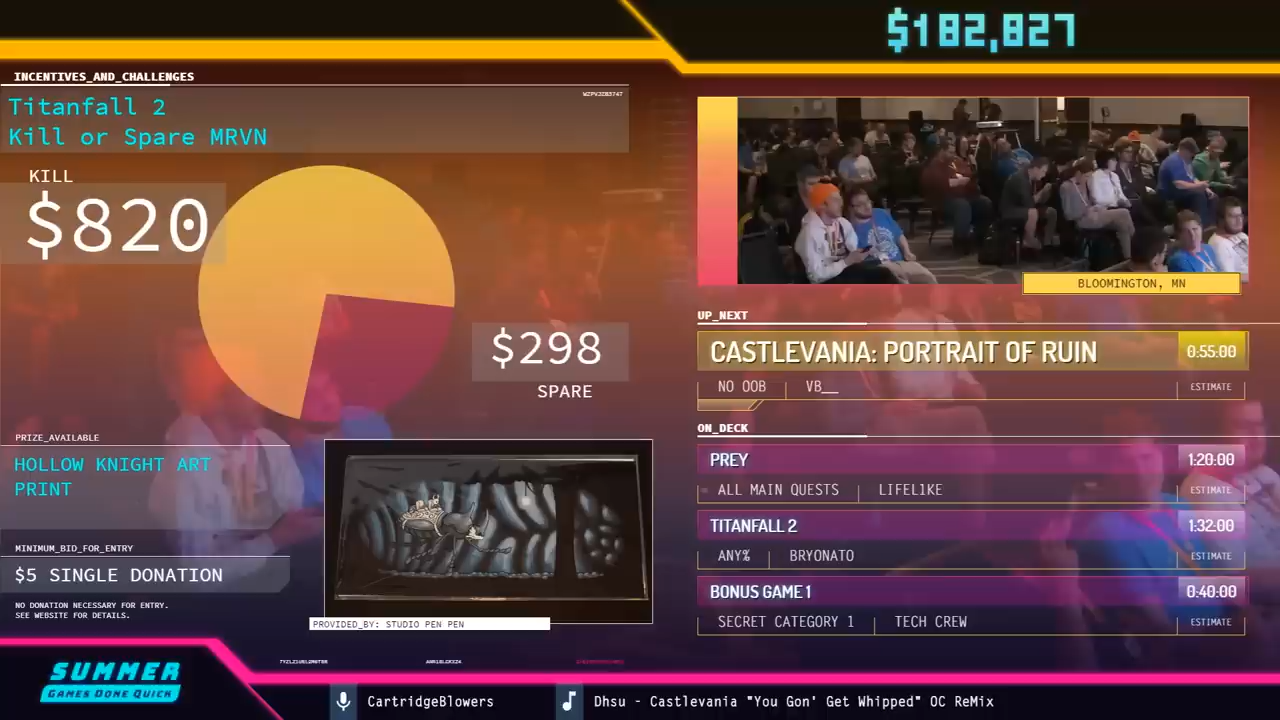 $182,827
INCENTIVES_AND_CHALLENGES
Titanfall 2
Kill or Spare MRVN
KILL
$820
$298
SPARE
PRIZE_AVAILABLE
HOLLOW KNIGHT ART
PRINT
MINIMUM_BID_FOR_ENTRY
$5 SINGLE DONATION
NO DONATION NECESSARY FOR ENTRY.
SEE WEBSITE FOR DETAILS.
PROVIDED_BY: STUDIO PEN PEN
BLOOMINGTON, MN
UP_NEXT
CASTLEVANIA: PORTRAIT OF RUIN 0:55:00
NO OOB VB__ ESTIMATE
ON_DECK
PREY 1:20:00
ALL MAIN QUESTS LIFEL1KE ESTIMATE
TITANFALL 2 1:32:00
ANY% BRYONATO ESTIMATE
BONUS GAME 1 0:40:00
SECRET CATEGORY 1 TECH CREW ESTIMATE
SUMMER
GAMES DONE QUICK
CartridgeBlowers
Dhsu - Castlevania "You Gon' Get Whipped" OC ReMix